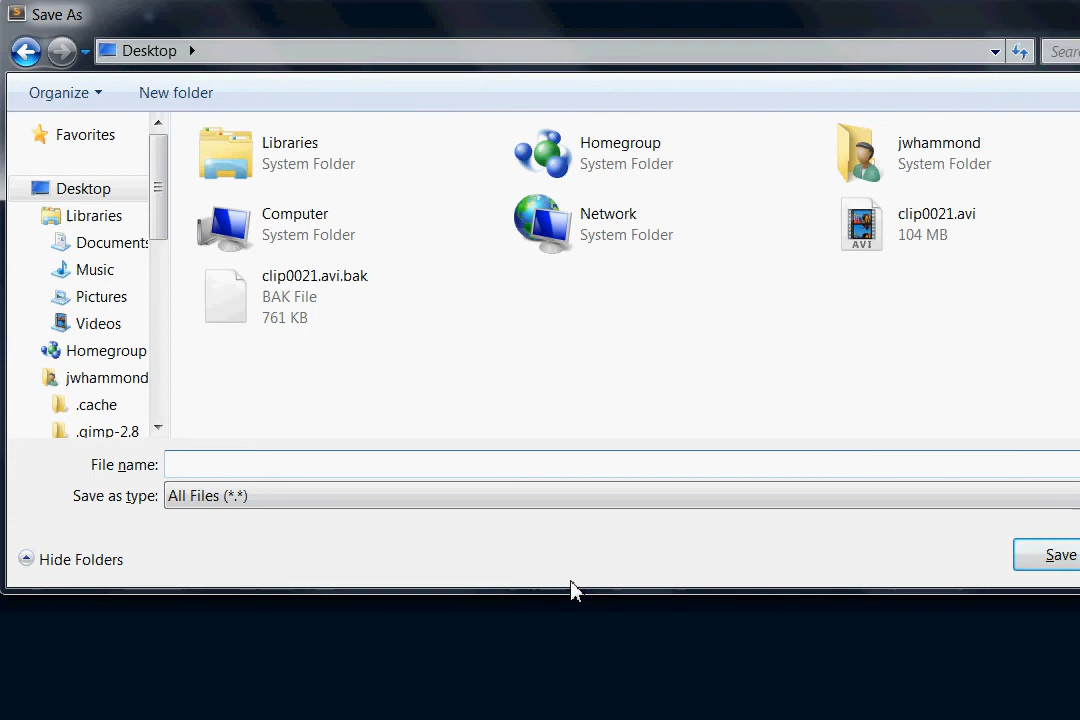 Save As
Desktop
Organize
New folder
Favorites
Desktop
Libraries
Documents
Music
Pictures
Videos
Homegroup
jwhammond
.cache
.gimp-2.8
Libraries
System Folder
Homegroup
System Folder
jwhammond
System Folder
Computer
System Folder
Network
System Folder
clip0021.avi
104 MB
AVI
clip0021.avi.bak
BAK File
761 KB
File name:
Save as type: All Files (*.*)
Hide Folders
Save